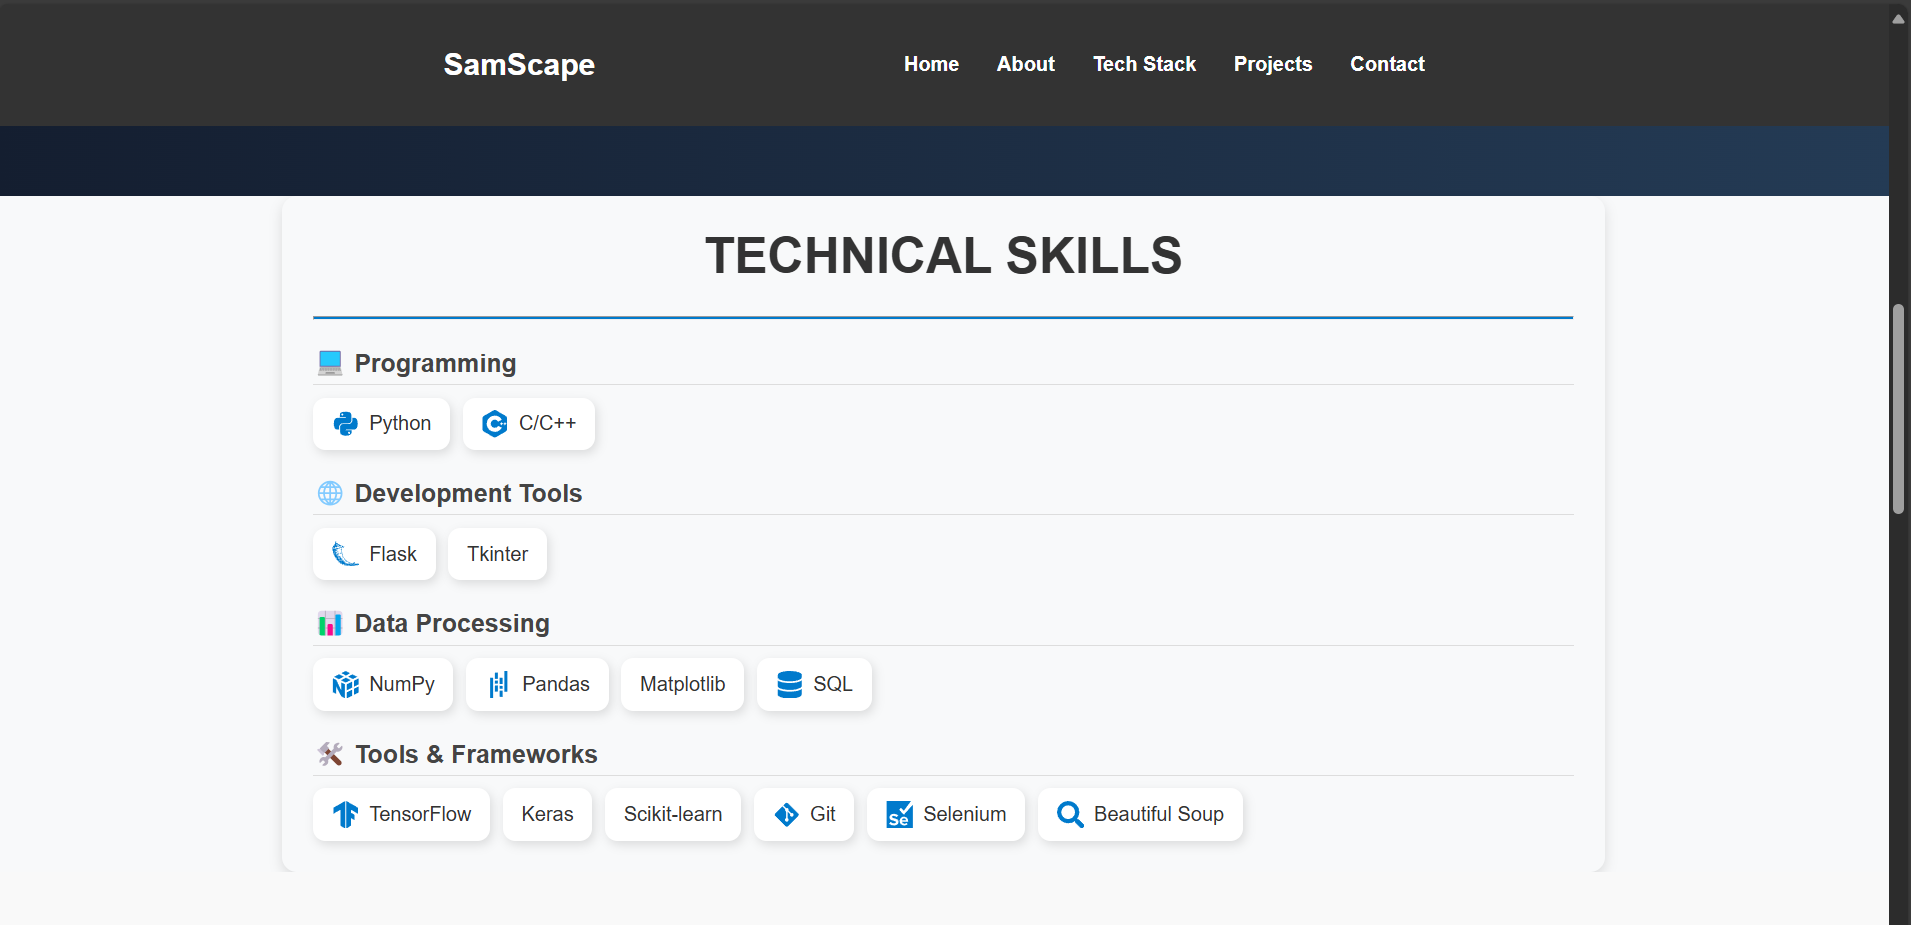 SamScape Home About Tech Stack Projects Contact
TECHNICAL SKILLS
Programming
Python C/C++
Development Tools
Flask Tkinter
Data Processing
NumPy Pandas Matplotlib SQL
Tools & Frameworks
TensorFlow Keras Scikit-learn Git Se Selenium Beautiful Soup